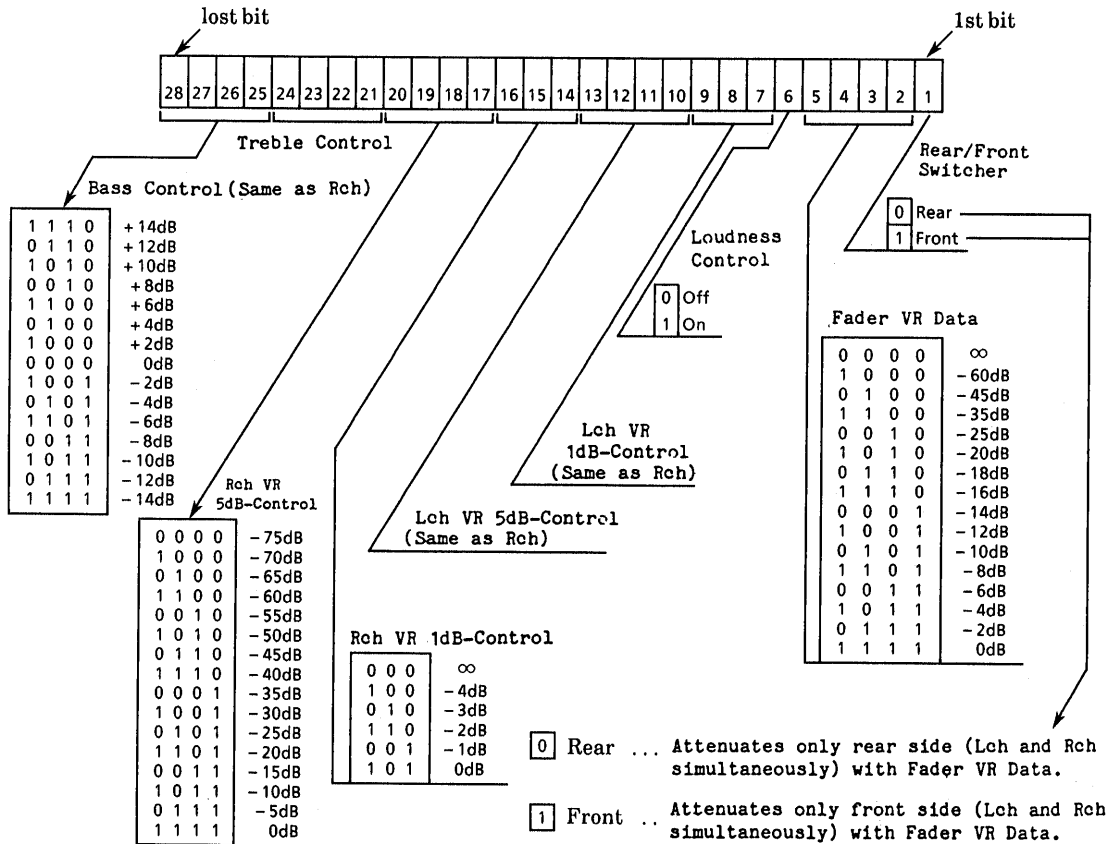 lost bit
1st bit
28 27 26 25 24 23 22 21 20 19 18 17 16 15 14 13 12 11 10 9 8 7 6 5 4 3 2 1
Treble Control
Bass Control (Same as Rch)
1 1 1 0 +14dB
0 1 1 0 +12dB
1 0 1 0 +10dB
0 0 1 0 +8dB
1 1 0 0 +6dB
0 1 0 0 +4dB
1 0 0 0 +2dB
0 0 0 0 0dB
1 0 0 1 −2dB
0 1 0 1 −4dB
1 1 0 1 −6dB
0 0 1 1 −8dB
1 0 1 1 −10dB
0 1 1 1 −12dB
1 1 1 1 −14dB
Rch VR
5dB-Control
0 0 0 0 −75dB
1 0 0 0 −70dB
0 1 0 0 −65dB
1 1 0 0 −60dB
0 0 1 0 −55dB
1 0 1 0 −50dB
0 1 1 0 −45dB
1 1 1 0 −40dB
0 0 0 1 −35dB
1 0 0 1 −30dB
0 1 0 1 −25dB
1 1 0 1 −20dB
0 0 1 1 −15dB
1 0 1 1 −10dB
0 1 1 1 −5dB
1 1 1 1 0dB
Rch VR 1dB-Control
0 0 0 ∞
1 0 0 −4dB
0 1 0 −3dB
1 1 0 −2dB
0 0 1 −1dB
1 0 1 0dB
Lch VR 5dB-Control
(Same as Rch)
Lch VR
1dB-Control
(Same as Rch)
Loudness
Control
0 Off
1 On
Rear/Front
Switcher
0 Rear
1 Front
Fader VR Data
0 0 0 0 ∞
1 0 0 0 −60dB
0 1 0 0 −45dB
1 1 0 0 −35dB
0 0 1 0 −25dB
1 0 1 0 −20dB
0 1 1 0 −18dB
1 1 1 0 −16dB
0 0 0 1 −14dB
1 0 0 1 −12dB
0 1 0 1 −10dB
1 1 0 1 −8dB
0 0 1 1 −6dB
1 0 1 1 −4dB
0 1 1 1 −2dB
1 1 1 1 0dB
0 Rear ... Attenuates only rear side (Lch and Rch
simultaneously) with Fader VR Data.
1 Front .. Attenuates only front side (Lch and Rch
simultaneously) with Fader VR Data.